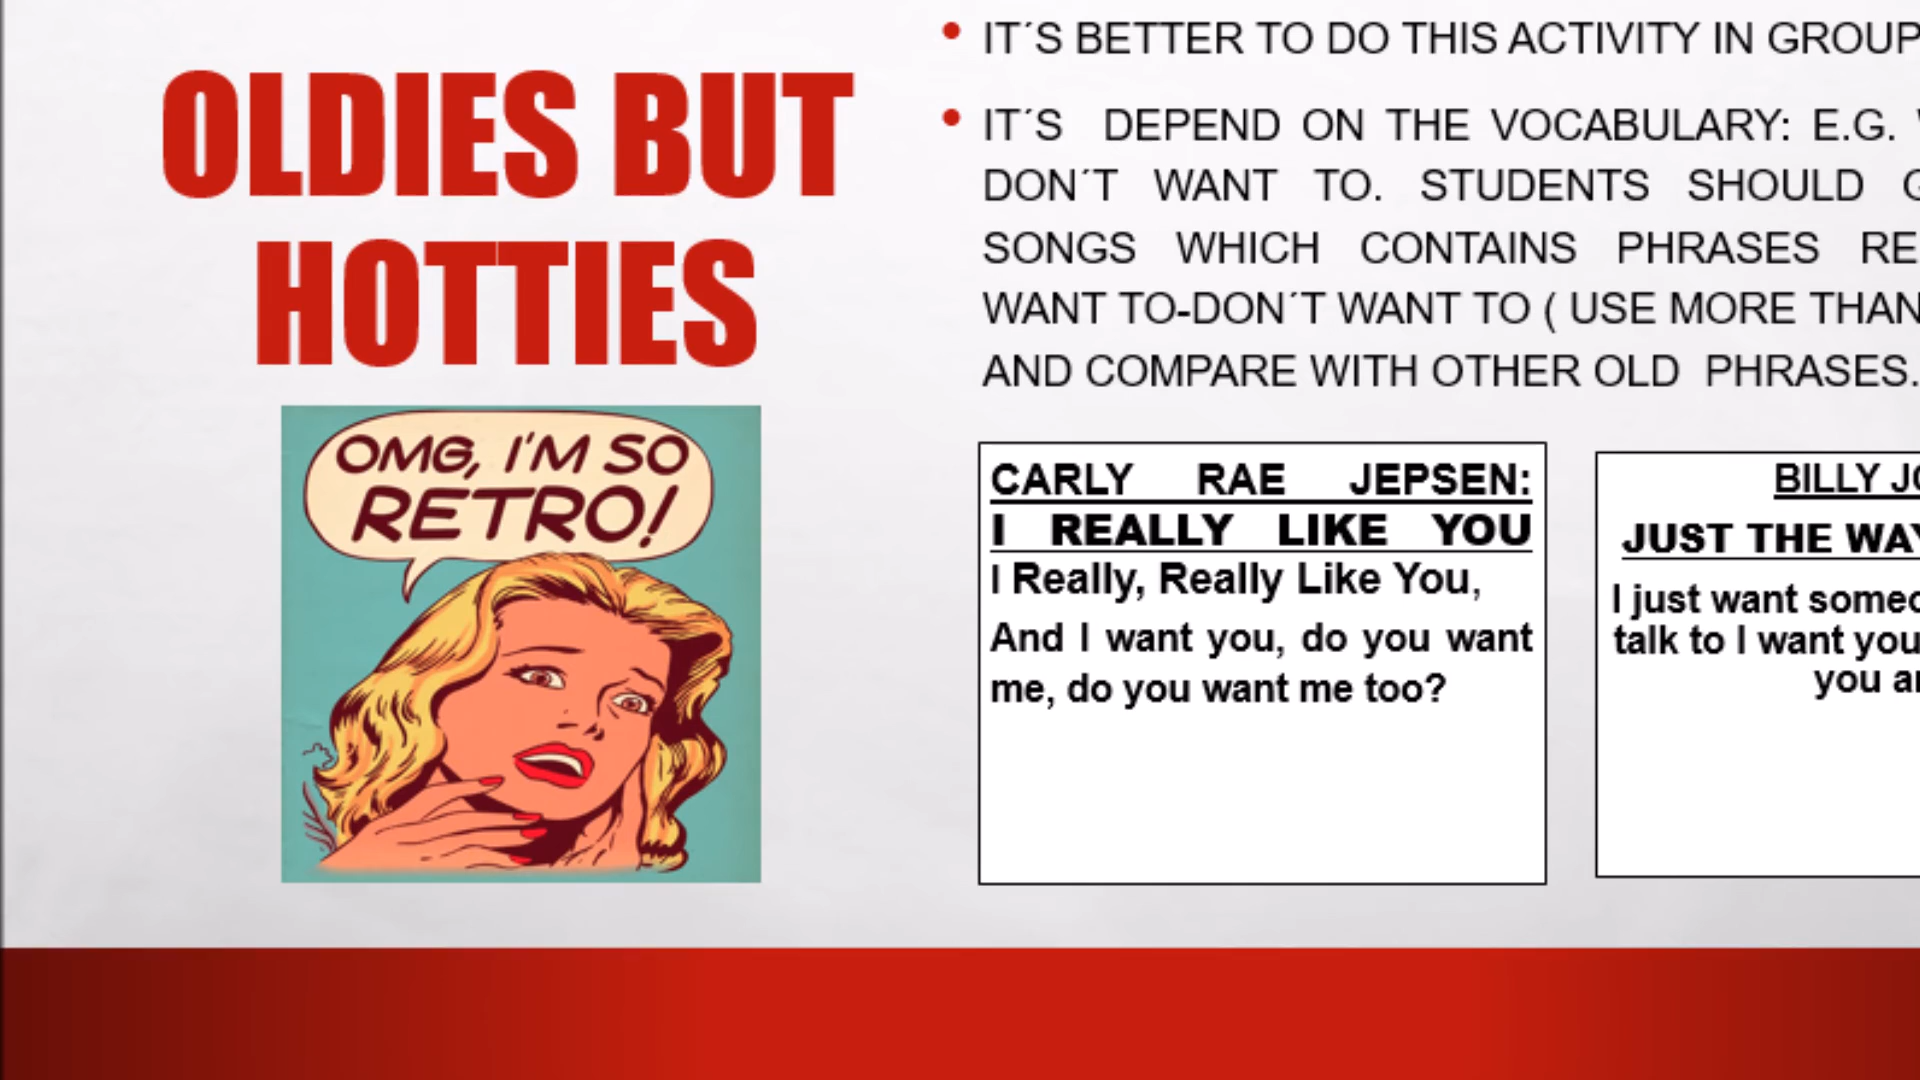 OLDIES BUT
HOTTIES
OMG, I'M SO
RETRO!
• IT´S BETTER TO DO THIS ACTIVITY IN GROUP
• IT´S DEPEND ON THE VOCABULARY: E.G.
DON´T WANT TO. STUDENTS SHOULD
SONGS WHICH CONTAINS PHRASES
WANT TO-DON´T WANT TO ( USE MORE THAN
AND COMPARE WITH OTHER OLD PHRASES.
CARLY RAE JEPSEN:
I REALLY LIKE YOU
I Really, Really Like You,
And I want you, do you want
me, do you want me too?
BILLY
JUST THE WAY
I just want
talk to I want you
you